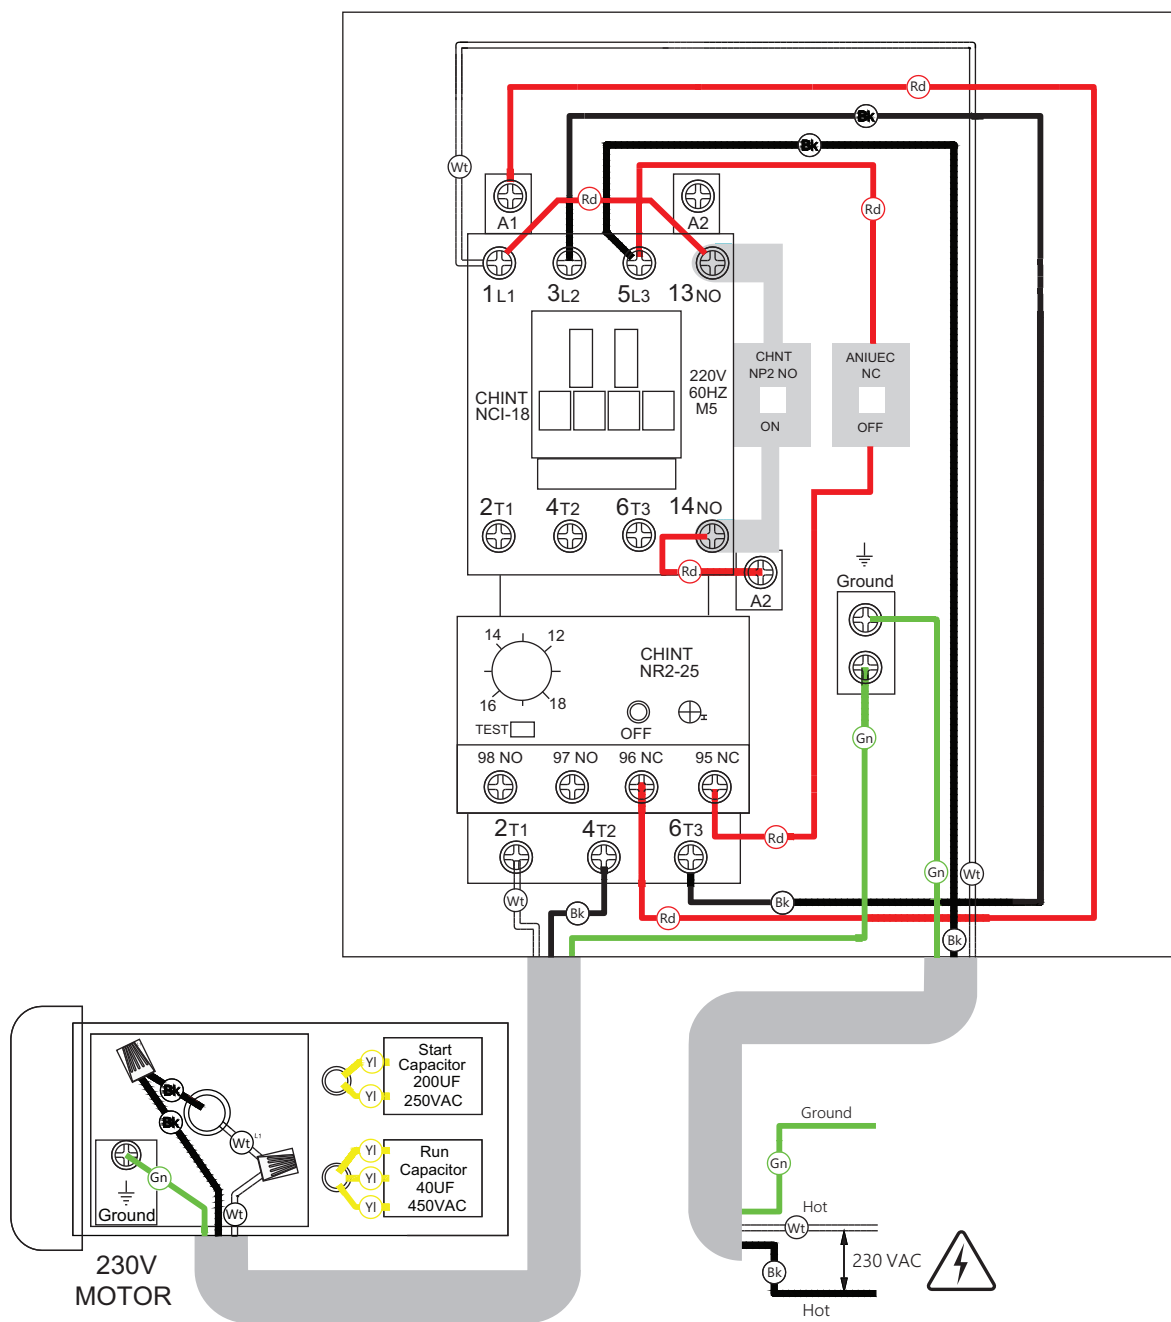 Rd
Bk
Bk
Wt
Rd
Rd
A1
A2
1L1
3L2
5L3
13NO
CHINT
NCI-18
220V
60HZ
M5
CHNT
NP2 NO
ON
ANIUEC
NC
OFF
2T1
4T2
6T3
14NO
Rd
A2
Ground
14
12
16
18
CHINT
NR2-25
TEST
OFF
Gn
98 NO
97 NO
96 NC
95 NC
2T1
4T2
6T3
Rd
Wt
Bk
Rd
Bk
Gn
Wt
Bk
Bk
Bk
Wt
L1
Gn
Ground
Wt
Yl
Yl
Start
Capacitor
200UF
250VAC
Yl
Yl
Yl
Run
Capacitor
40UF
450VAC
230V
MOTOR
Ground
Gn
Hot
Wt
230 VAC
Bk
Hot